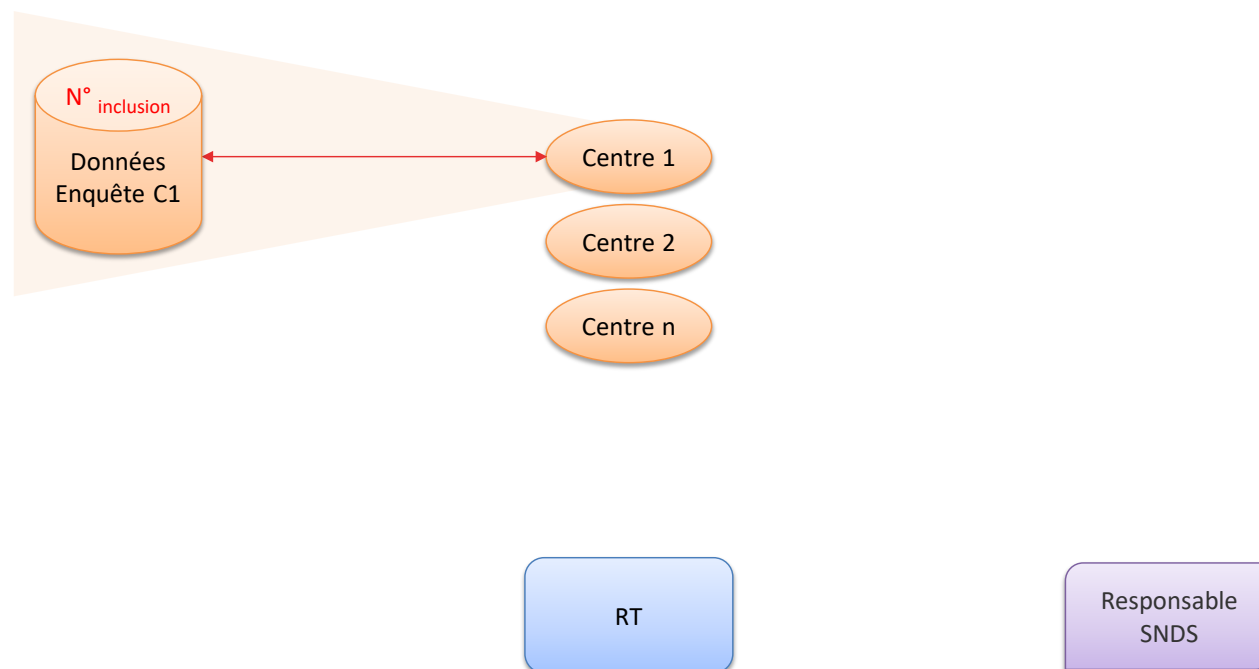 N° inclusion
Données
Enquête C1
Centre 1
Centre 2
Centre n
RT
Responsable
SNDS